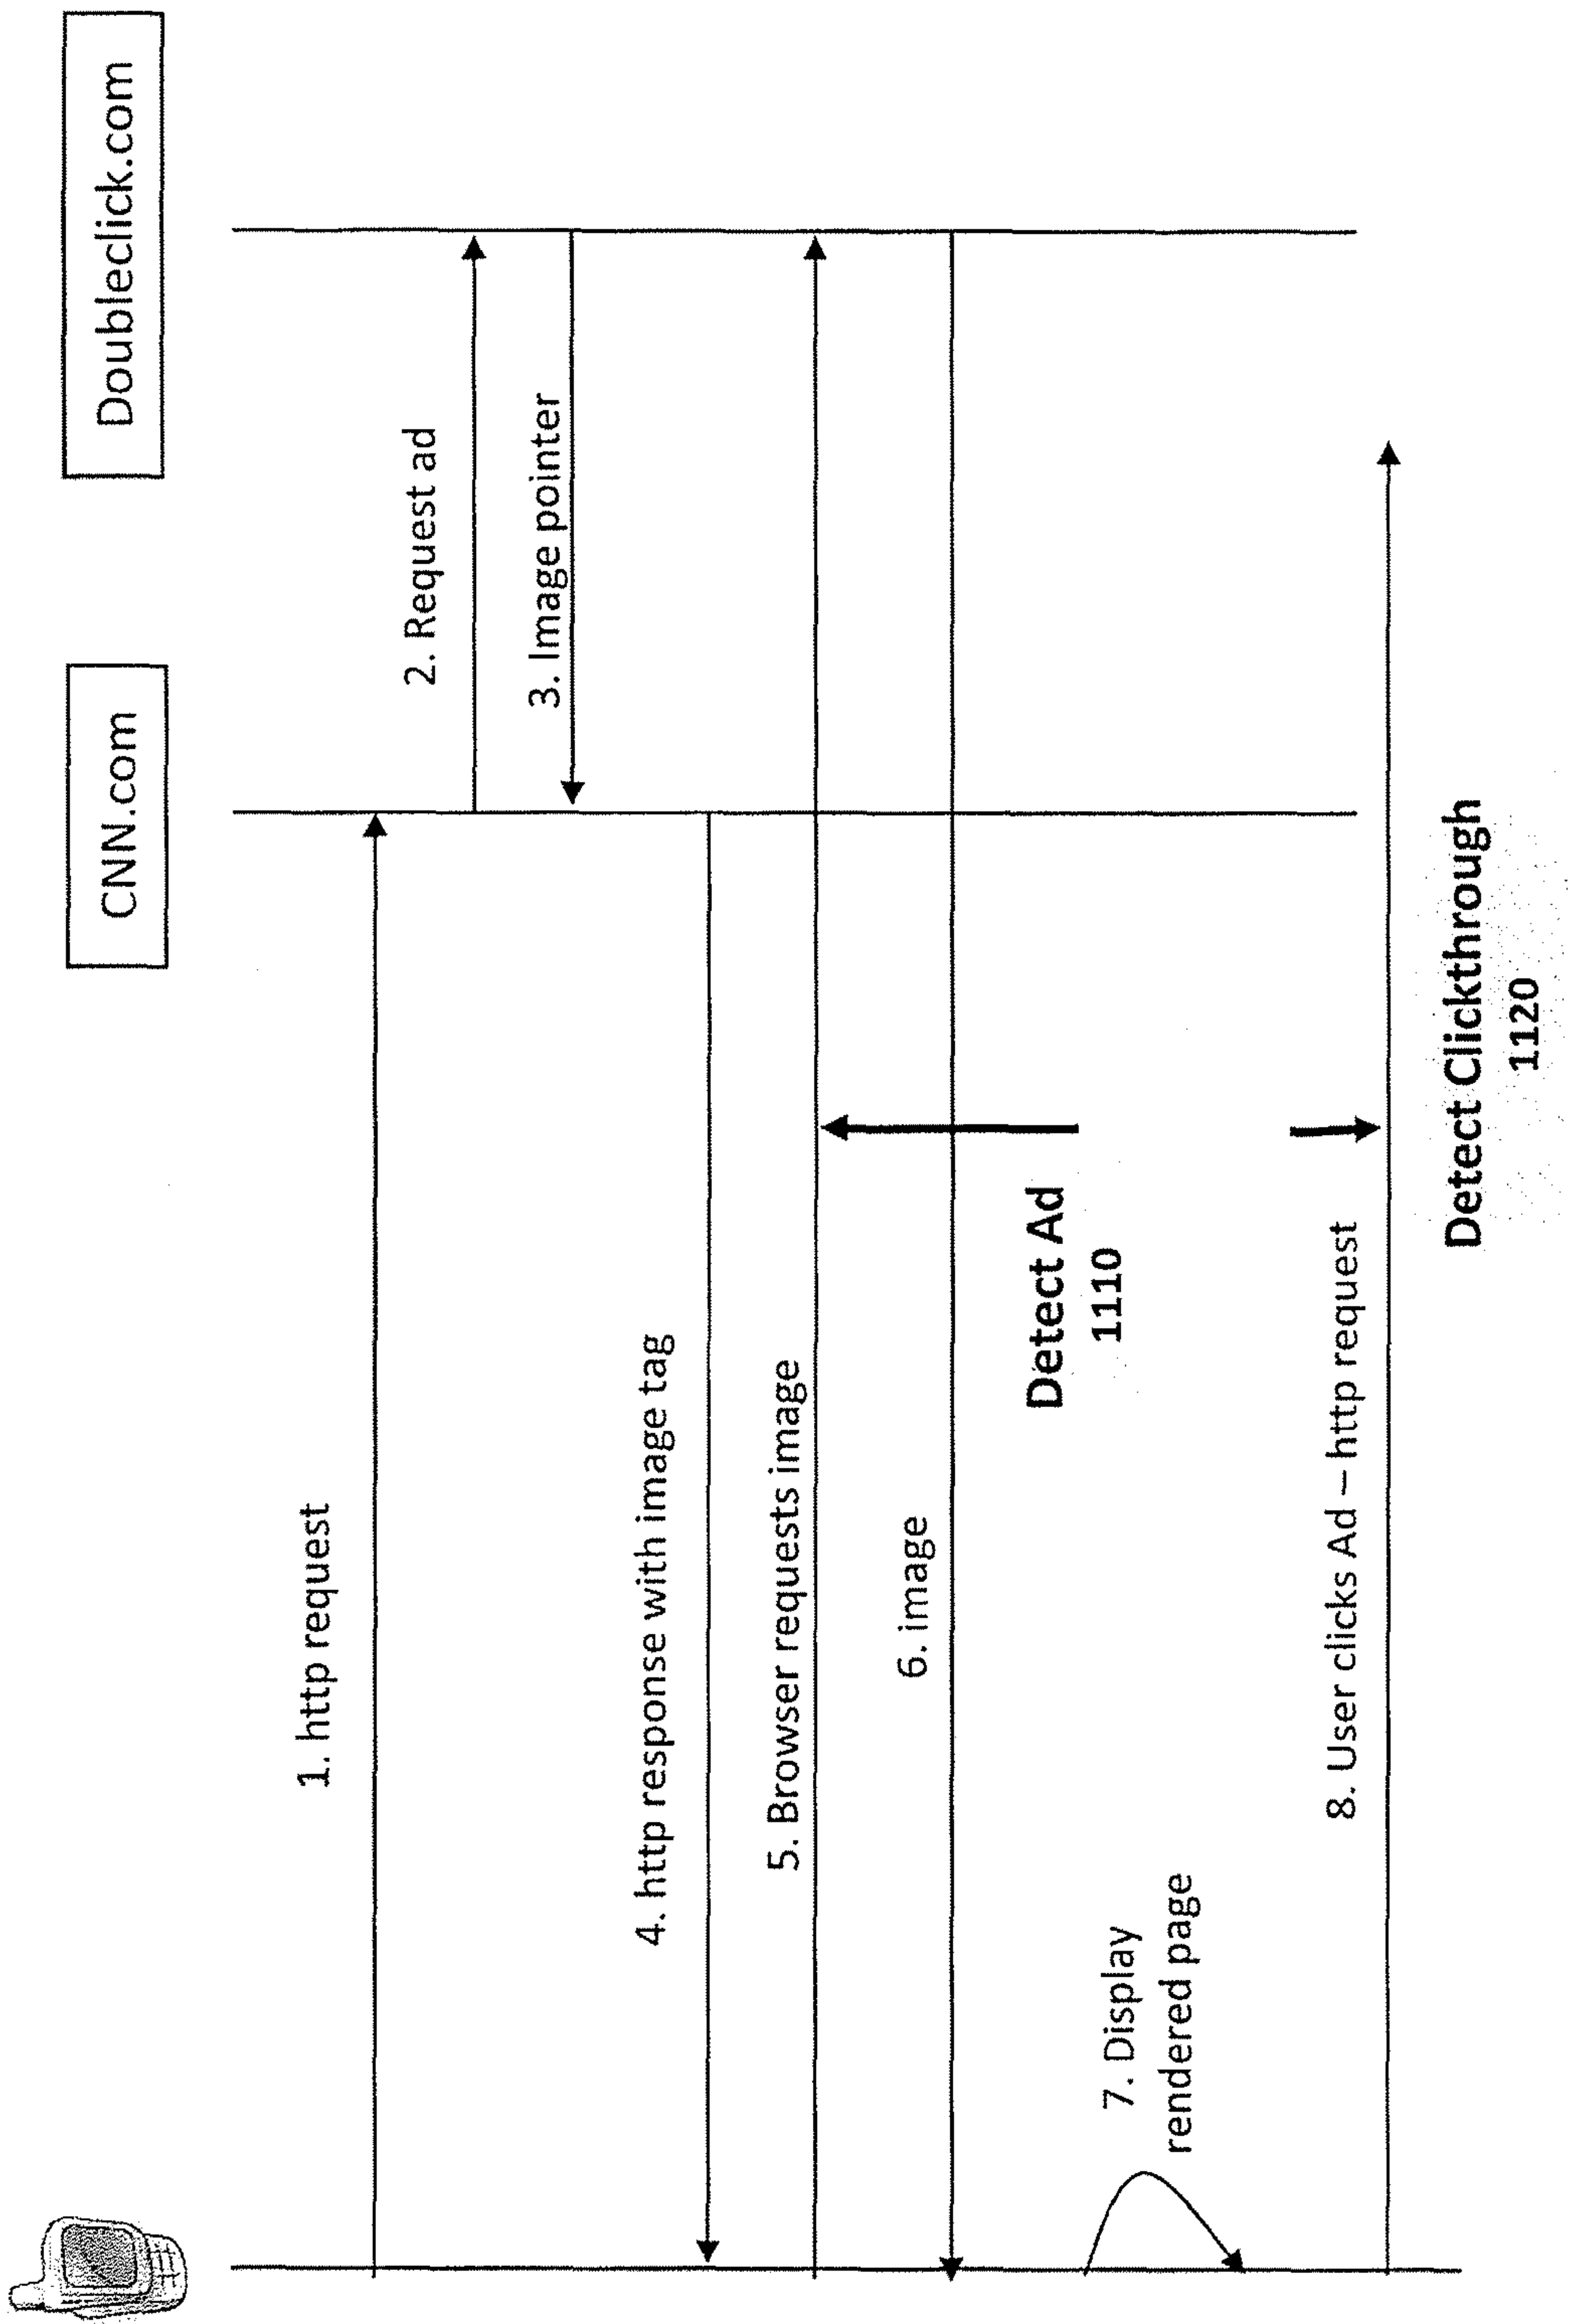 CNN.com
Doubleclick.com
1. http request
2. Request ad
3. Image pointer
4. http response with image tag
5. Browser requests image
6. image
Detect Ad
1110
7. Display
rendered page
8. User clicks Ad – http request
Detect Clickthrough
1120